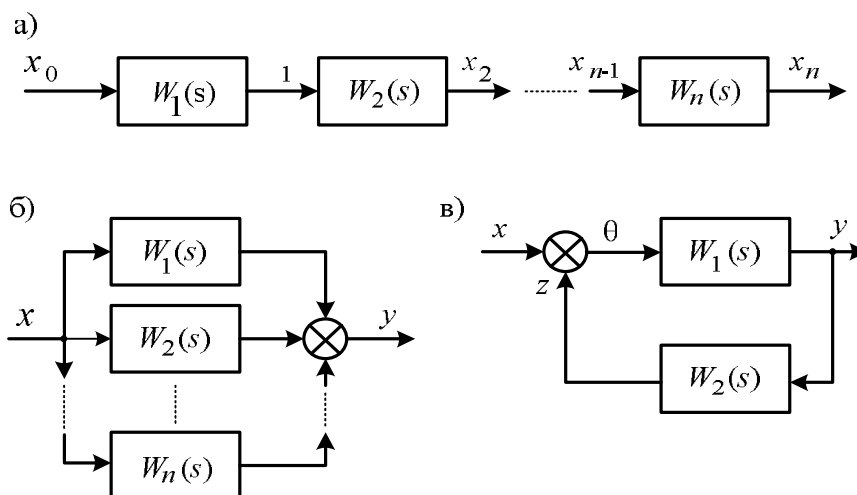 а)
x0 W1(s) 1 W2(s) x2 xn-1 Wn(s) xn
б)
x
W1(s)
W2(s)
Wn(s)
y
в)
x θ W1(s) y
z
W2(s)